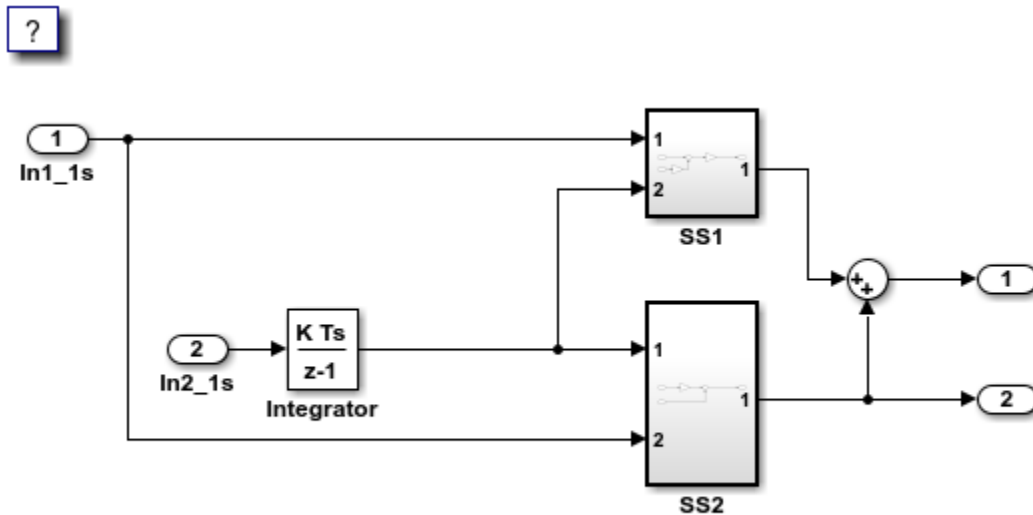 ?
1
In1_1s
1
2
1
SS1
2
In2_1s
K Ts
z-1
Integrator
1
2
1
SS2
+
+
1
2